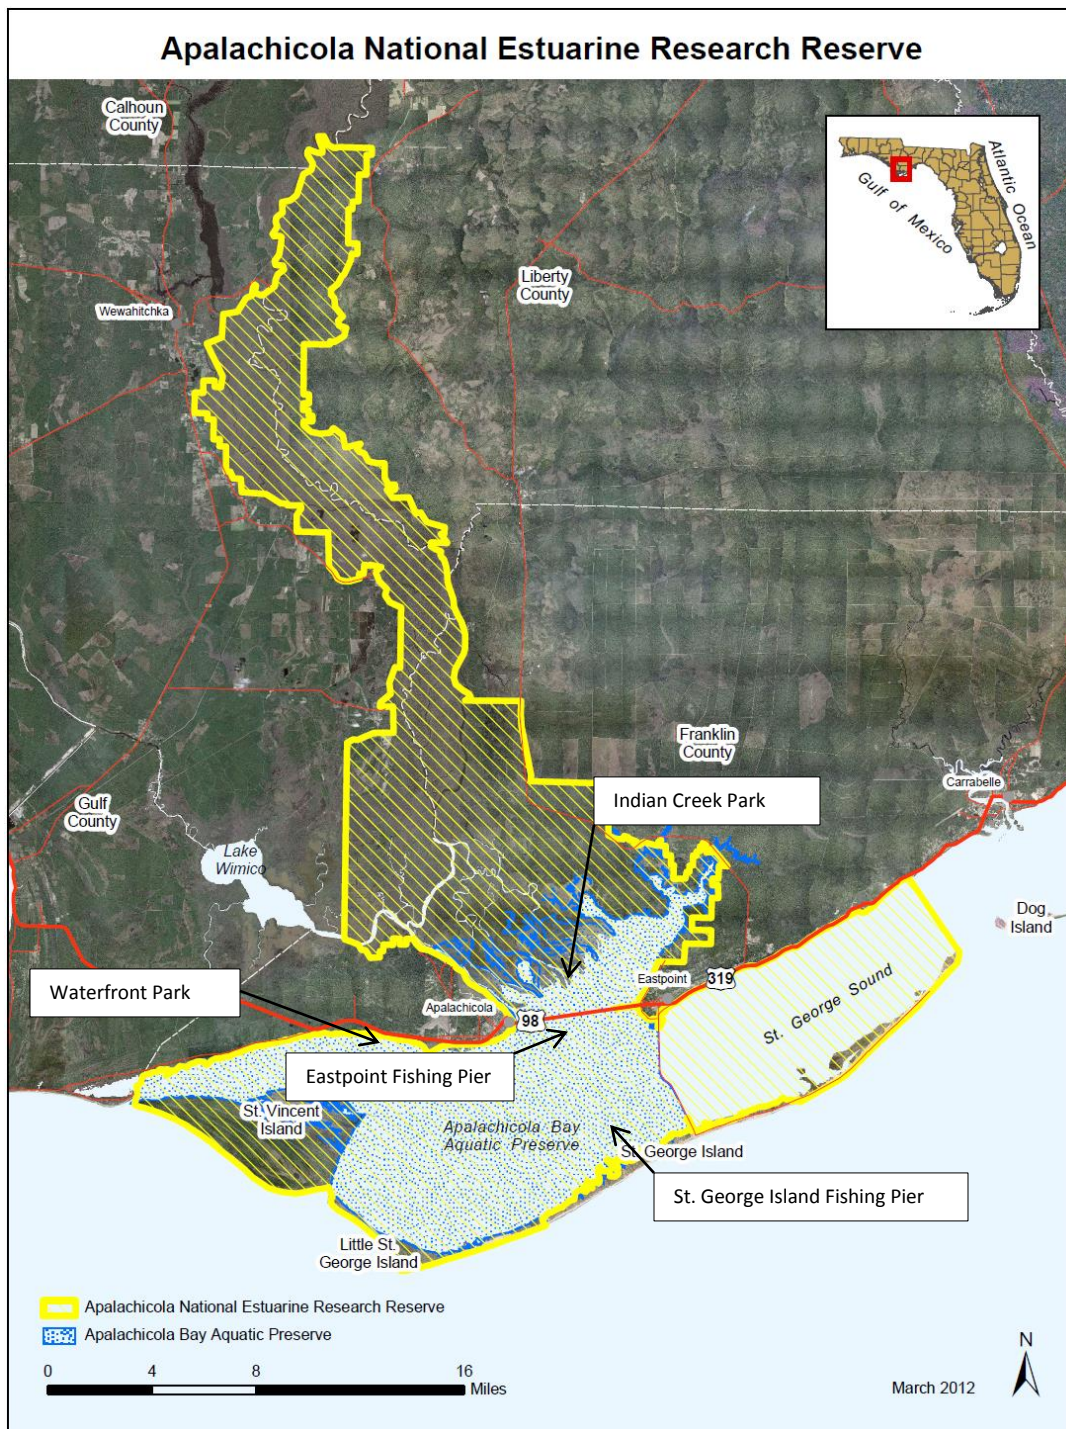 Apalachicola National Estuarine Research Reserve
Calhoun
County
Atlantic Ocean
Gulf of Mexico
Liberty
County
Wewahitchka
Franklin
County
Carrabelle
Indian Creek Park
Gulf
County
Lake
Wimico
Dog
Island
Eastpoint
319
Waterfront Park
Apalachicola
98
St. George Sound
Eastpoint Fishing Pier
St. Vincent
Island
Apalachicola Bay
Aquatic Preserve
St. George Island
St. George Island Fishing Pier
Little St.
George Island
Apalachicola National Estuarine Research Reserve
Apalachicola Bay Aquatic Preserve
0 4 8 16
Miles
March 2012
N